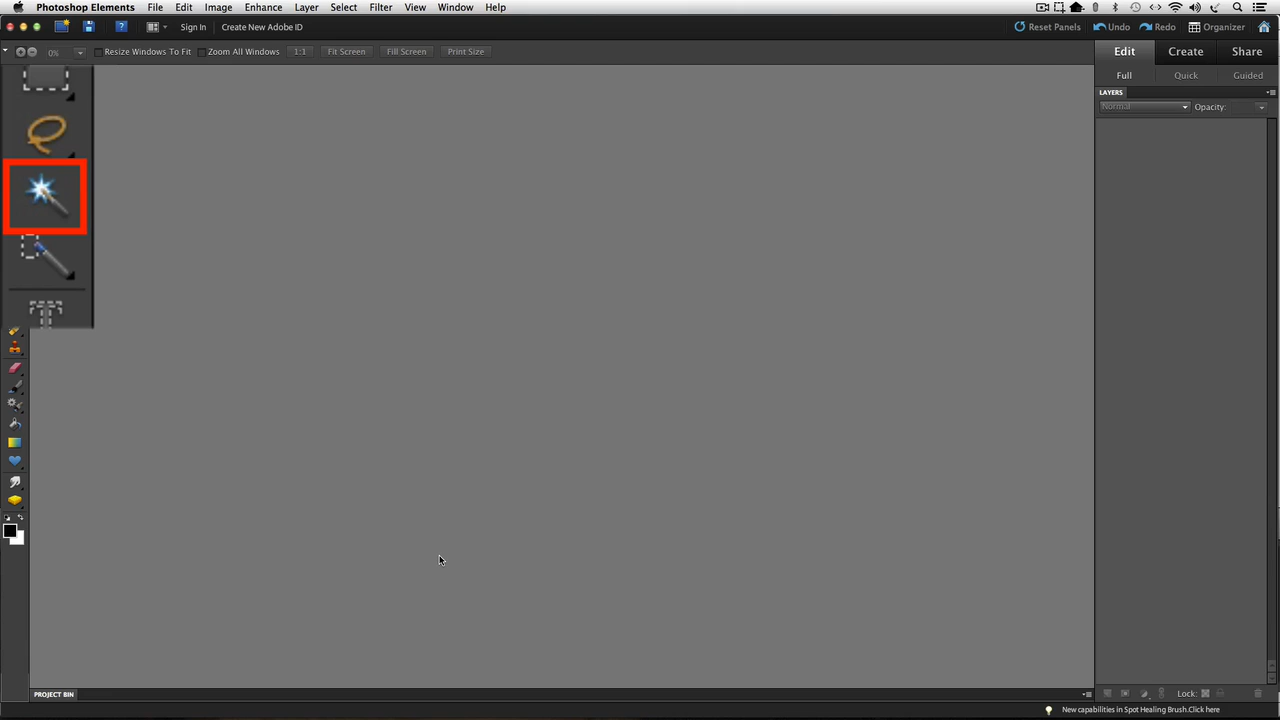 Photoshop Elements File Edit Image Enhance Layer Select Filter View Window Help
Sign In Create New Adobe ID Reset Panels Undo Redo Organizer
0% Resize Windows To Fit Zoom All Windows 1:1 Fit Screen Fill Screen Print Size Edit Create Share
Full Quick Guided
LAYERS
Normal Opacity:
PROJECT BIN Lock:
New capabilities in Spot Healing Brush.Click here